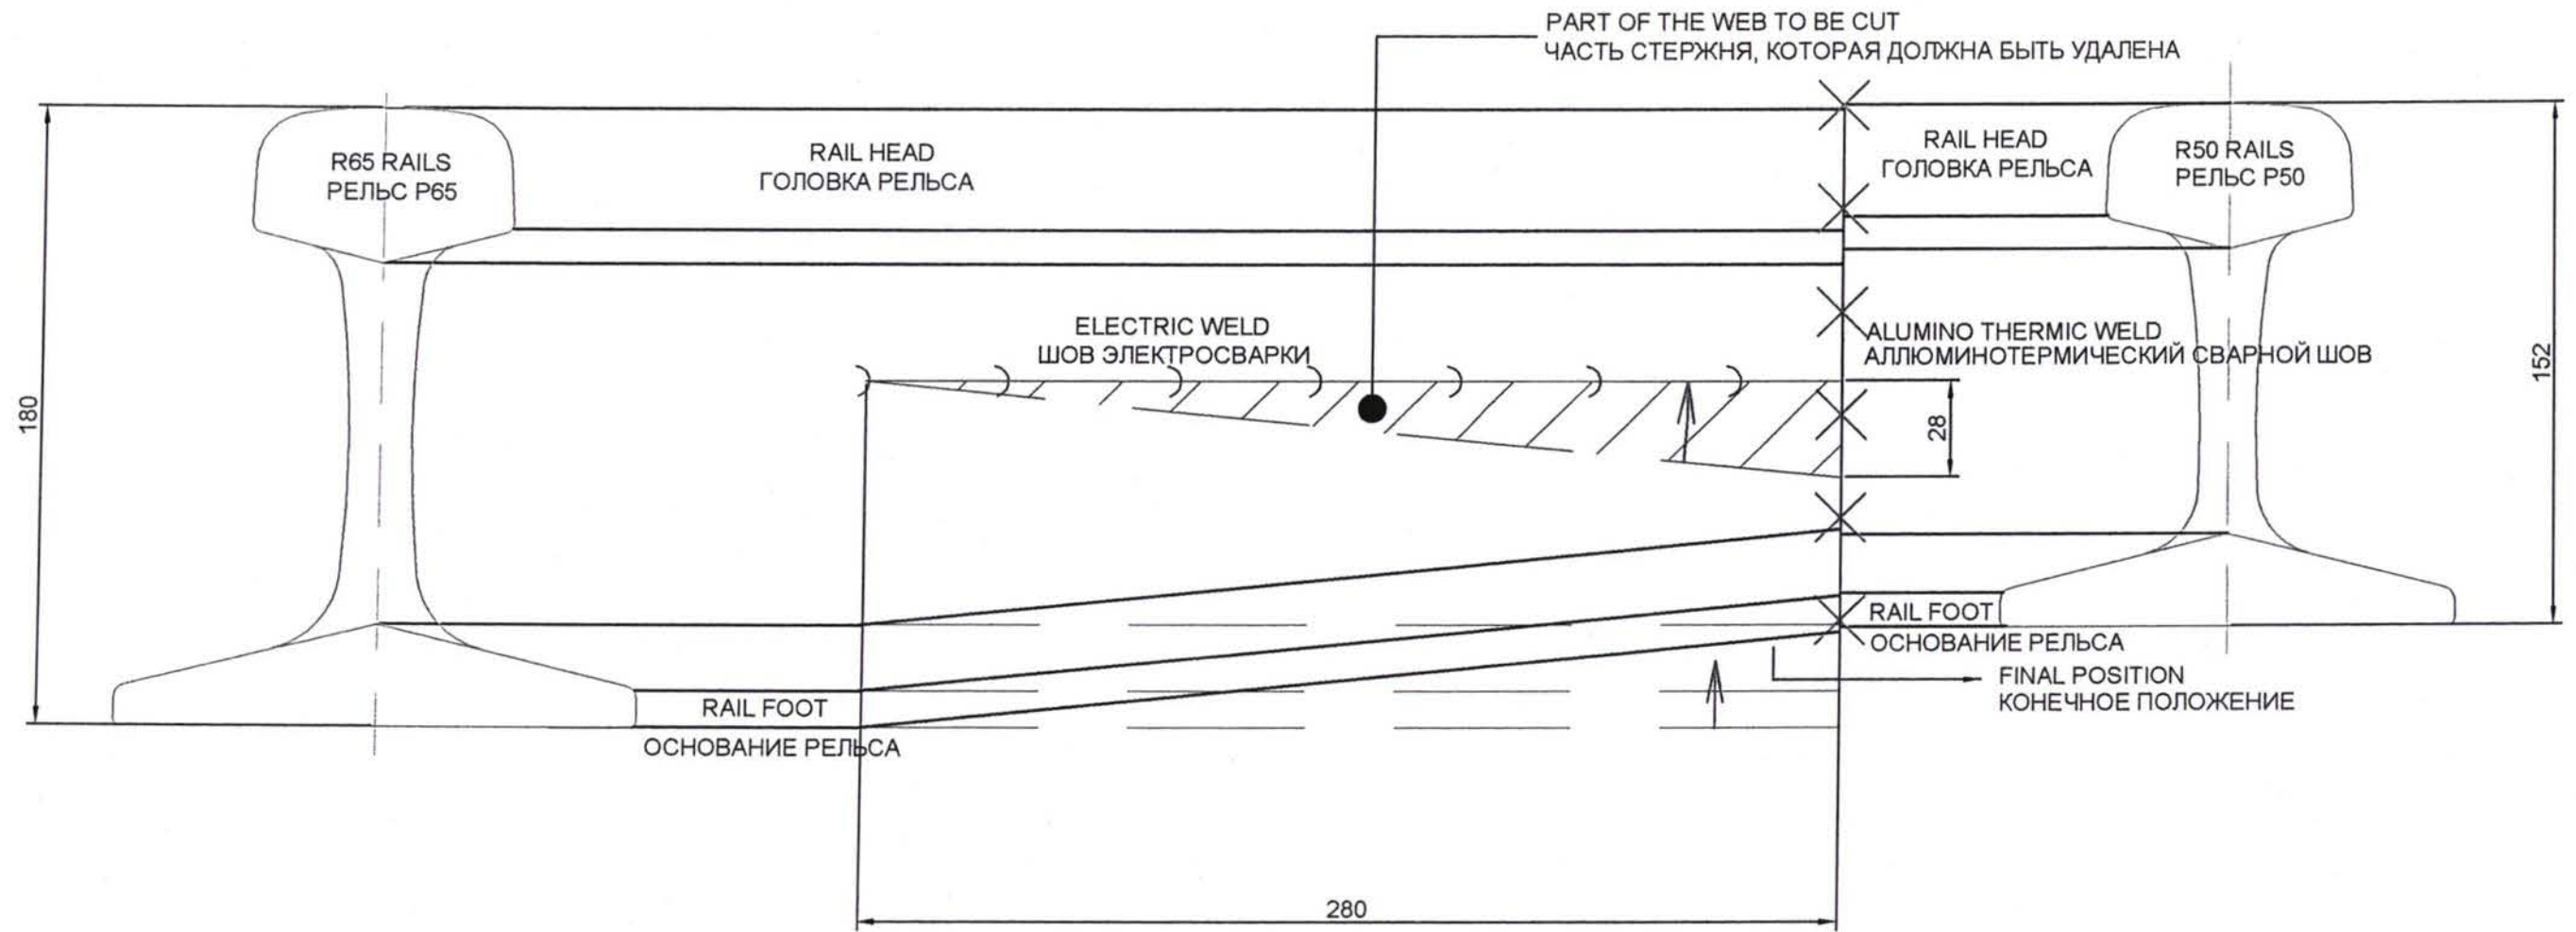 PART OF THE WEB TO BE CUT
ЧАСТЬ СТЕРЖНЯ, КОТОРАЯ ДОЛЖНА БЫТЬ УДАЛЕНА
R65 RAILS
РЕЛЬС Р65
RAIL HEAD
ГОЛОВКА РЕЛЬСА
RAIL HEAD
ГОЛОВКА РЕЛЬСА
R50 RAILS
РЕЛЬС Р50
ELECTRIC WELD
ШОВ ЭЛЕКТРОСВАРКИ
ALUMINO THERMIC WELD
АЛЛЮМИНОТЕРМИЧЕСКИЙ СВАРНОЙ ШОВ
180
28
152
RAIL FOOT
ОСНОВАНИЕ РЕЛЬСА
RAIL FOOT
ОСНОВАНИЕ РЕЛЬСА
FINAL POSITION
КОНЕЧНОЕ ПОЛОЖЕНИЕ
280